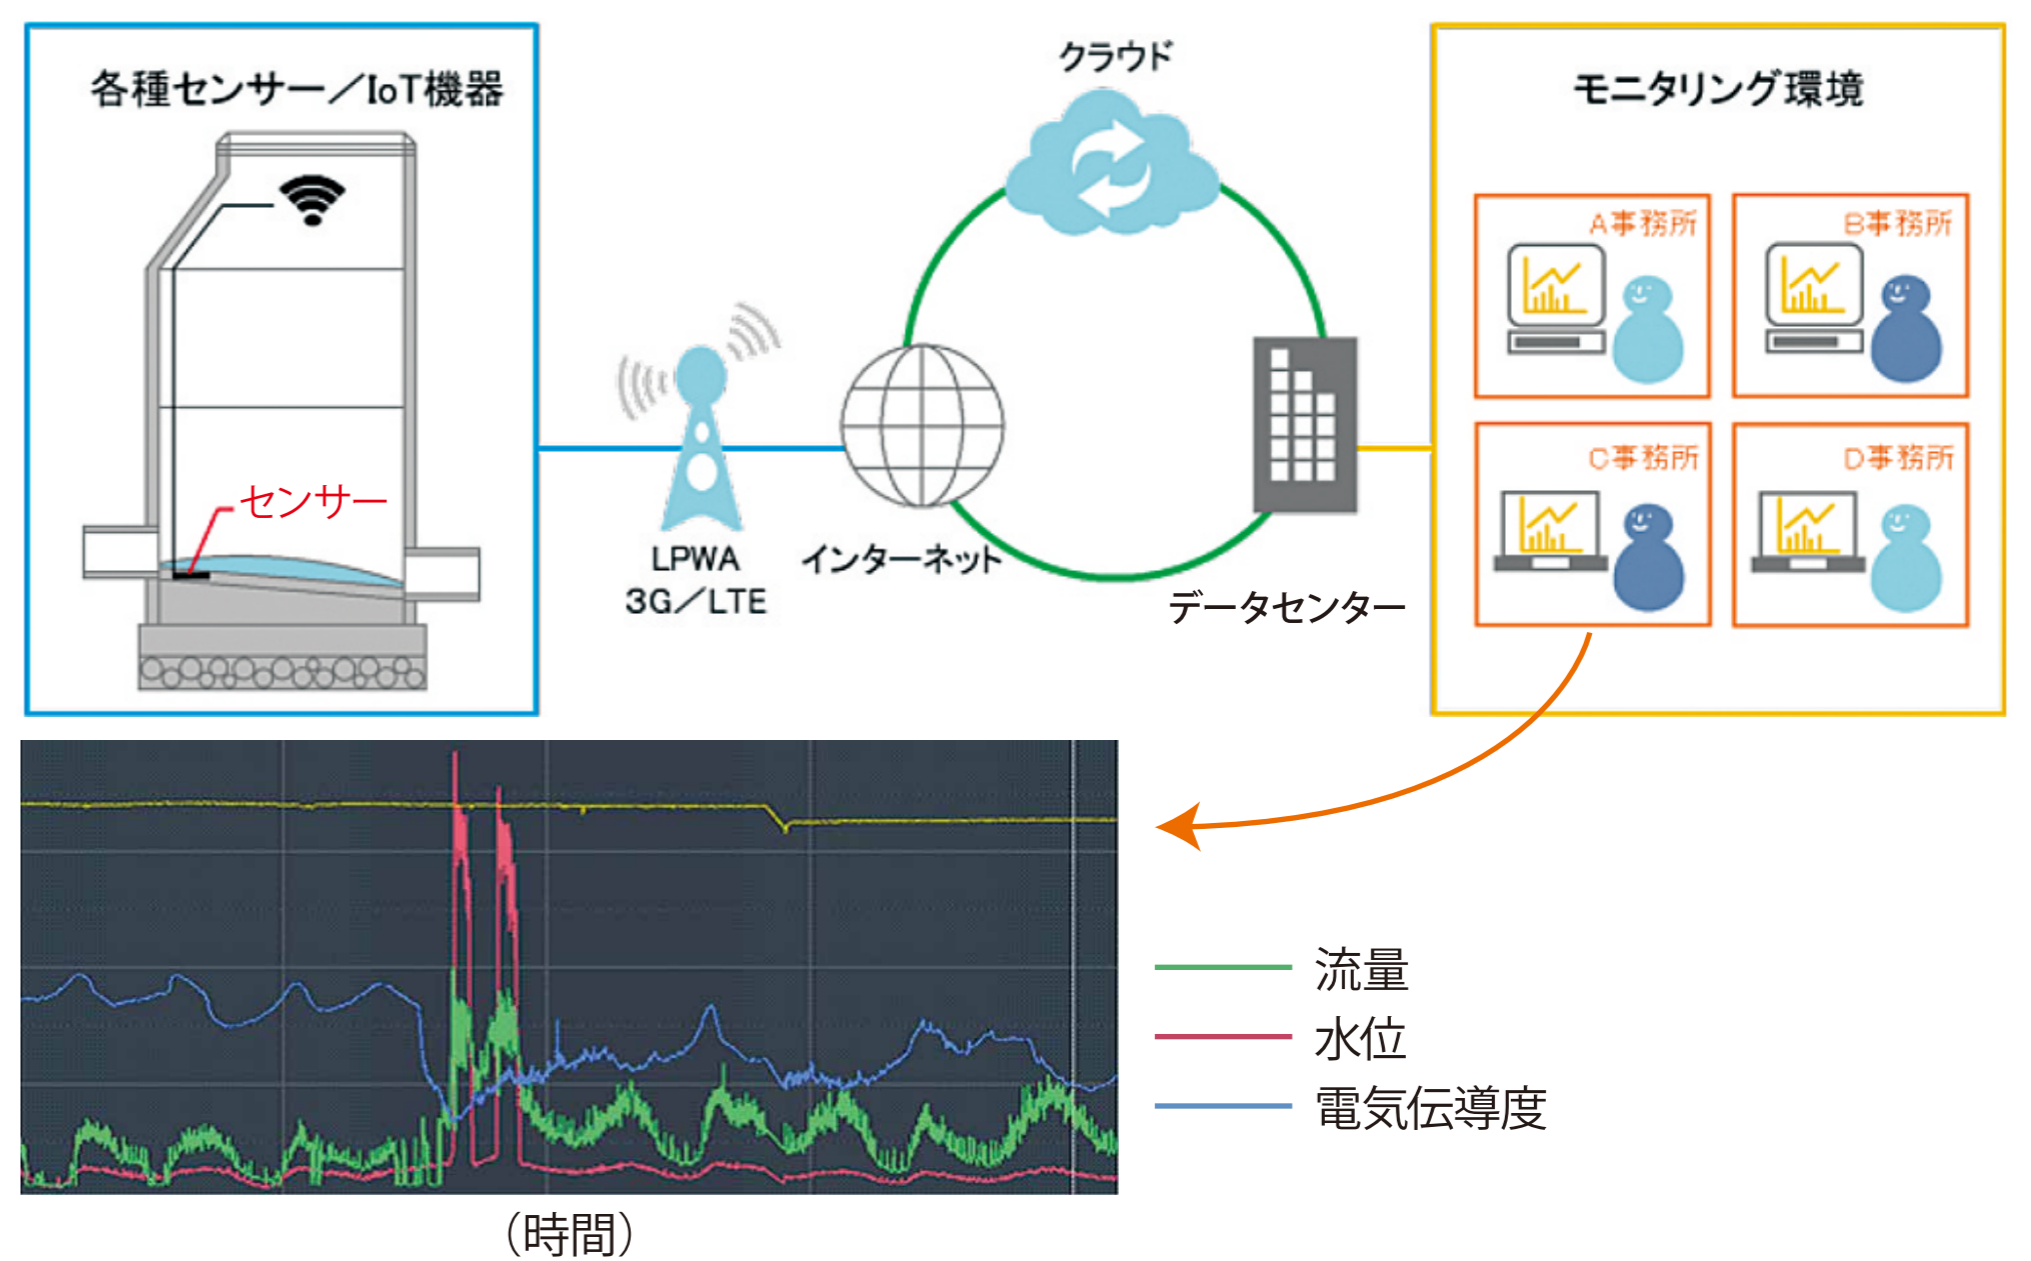 各種センサー／IoT機器
センサー
LPWA
3G／LTE
インターネット
クラウド
データセンター
モニタリング環境
A事務所
B事務所
C事務所
D事務所
流量
水位
電気伝導度
（時間）